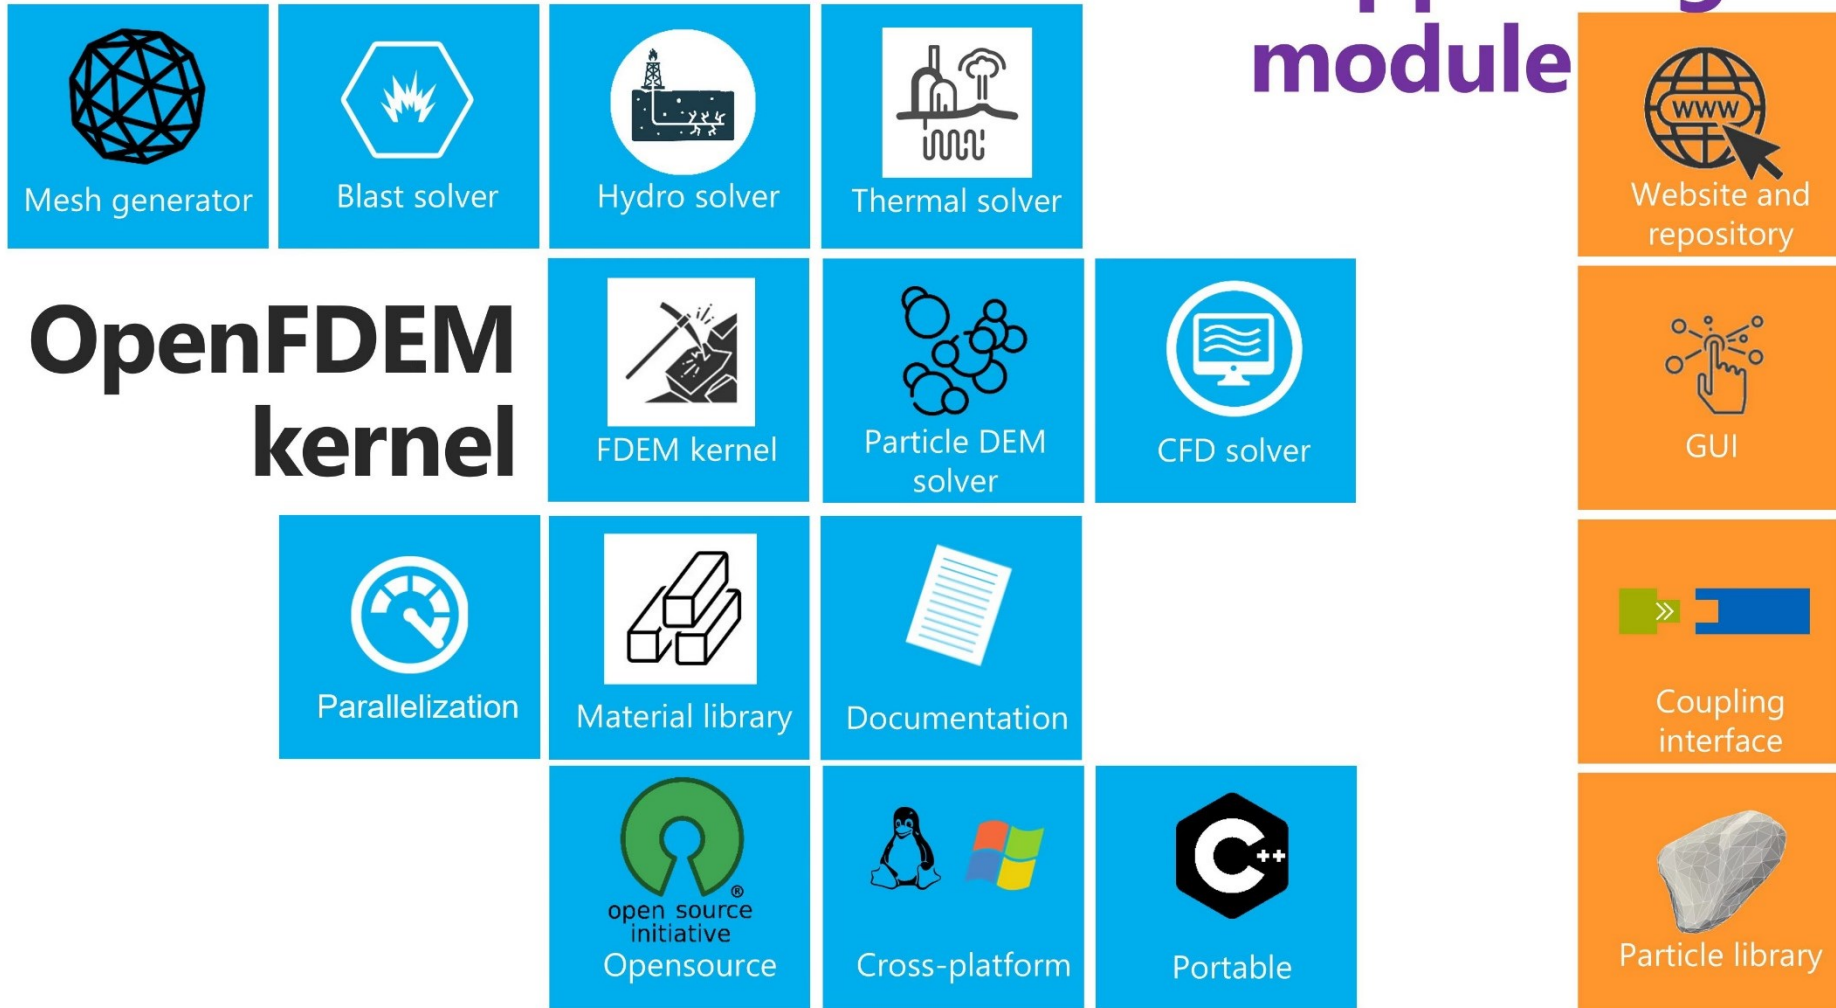 module
www
Mesh generator
Blast solver
Hydro solver
Thermal solver
Website and
repository
OpenFDEM
kernel
FDEM kernel
Particle DEM
solver
CFD solver
GUI
Parallelization
Material library
Documentation
Coupling
interface
C++
open source
initiative
®
Opensource
Cross-platform
Portable
Particle library